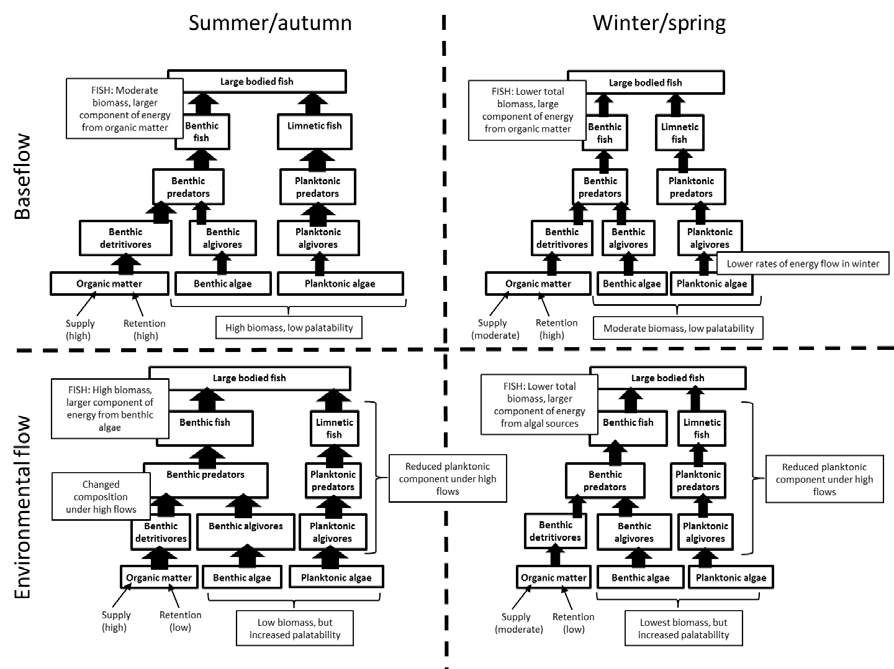 Summer/autumn
Winter/spring
Baseflow
Environmental flow
Large bodied fish
FISH: Moderate
biomass, larger
component of energy
from organic matter
Benthic
fish
Limnetic fish
Benthic
predators
Planktonic
predators
Benthic
detritivores
Benthic
algivores
Planktonic
algivores
Organic matter
Benthic algae
Planktonic algae
Supply
(high)
Retention
(high)
High biomass, low palatability
Large bodied fish
FISH: Lower total
biomass, large
component of energy
from organic matter
Benthic
fish
Limnetic
fish
Benthic
predators
Planktonic
predators
Benthic
detritivores
Benthic
algivores
Planktonic
algivores
Lower rates of energy flow in winter
Organic matter
Benthic algae
Planktonic algae
Supply
(moderate)
Retention
(high)
Moderate biomass, low palatability
Large bodied fish
FISH: High biomass,
larger component of
energy from benthic
algae
Benthic fish
Limnetic
fish
Benthic predators
Planktonic
predators
Reduced planktonic
component under high
flows
Changed
composition
under high flows
Benthic
detritivores
Benthic algivores
Planktonic
algivores
Organic matter
Benthic algae
Planktonic algae
Supply
(high)
Retention
(low)
Low biomass, but
increased palatability
Large bodied fish
FISH: Lower total
biomass, larger
component of energy
from algal sources
Benthic fish
Limnetic
fish
Benthic
predators
Planktonic
predators
Reduced planktonic
component under high
flows
Benthic
detritivores
Benthic
algivores
Planktonic
algivores
Organic matter
Benthic algae
Planktonic algae
Supply
(moderate)
Retention
(low)
Lowest biomass, but
increased palatability